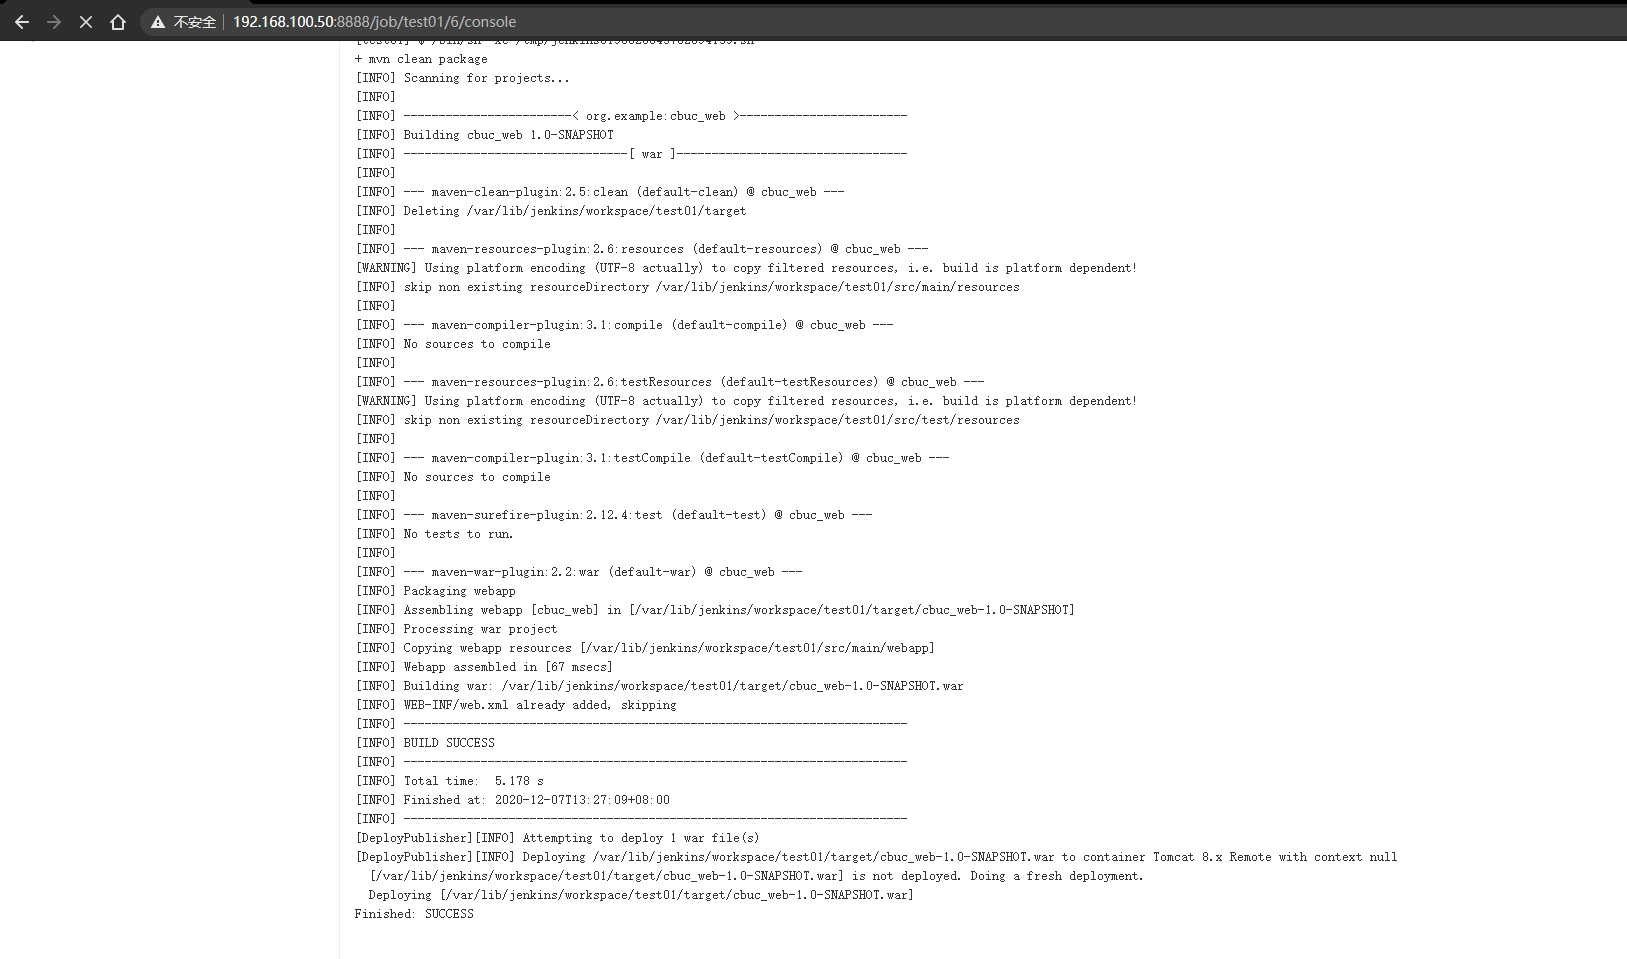 不安全 192.168.100.50:8888/job/test01/6/console
+ mvn clean package
[INFO] Scanning for projects...
[INFO]
[INFO] ------------------------< org.example:cbuc_web >------------------------
[INFO] Building cbuc_web 1.0-SNAPSHOT
[INFO] --------------------------------[ war ]---------------------------------
[INFO]
[INFO] --- maven-clean-plugin:2.5:clean (default-clean) @ cbuc_web ---
[INFO] Deleting /var/lib/jenkins/workspace/test01/target
[INFO]
[INFO] --- maven-resources-plugin:2.6:resources (default-resources) @ cbuc_web ---
[WARNING] Using platform encoding (UTF-8 actually) to copy filtered resources, i.e. build is platform dependent!
[INFO] skip non existing resourceDirectory /var/lib/jenkins/workspace/test01/src/main/resources
[INFO]
[INFO] --- maven-compiler-plugin:3.1:compile (default-compile) @ cbuc_web ---
[INFO] No sources to compile
[INFO]
[INFO] --- maven-resources-plugin:2.6:testResources (default-testResources) @ cbuc_web ---
[WARNING] Using platform encoding (UTF-8 actually) to copy filtered resources, i.e. build is platform dependent!
[INFO] skip non existing resourceDirectory /var/lib/jenkins/workspace/test01/src/test/resources
[INFO]
[INFO] --- maven-compiler-plugin:3.1:testCompile (default-testCompile) @ cbuc_web ---
[INFO] No sources to compile
[INFO]
[INFO] --- maven-surefire-plugin:2.12.4:test (default-test) @ cbuc_web ---
[INFO] No tests to run.
[INFO]
[INFO] --- maven-war-plugin:2.2:war (default-war) @ cbuc_web ---
[INFO] Packaging webapp
[INFO] Assembling webapp [cbuc_web] in [/var/lib/jenkins/workspace/test01/target/cbuc_web-1.0-SNAPSHOT]
[INFO] Processing war project
[INFO] Copying webapp resources [/var/lib/jenkins/workspace/test01/src/main/webapp]
[INFO] Webapp assembled in [67 msecs]
[INFO] Building war: /var/lib/jenkins/workspace/test01/target/cbuc_web-1.0-SNAPSHOT.war
[INFO] WEB-INF/web.xml already added, skipping
[INFO] ------------------------------------------------------------------------
[INFO] BUILD SUCCESS
[INFO] ------------------------------------------------------------------------
[INFO] Total time:  5.178 s
[INFO] Finished at: 2020-12-07T13:27:09+08:00
[INFO] ------------------------------------------------------------------------
[DeployPublisher][INFO] Attempting to deploy 1 war file(s)
[DeployPublisher][INFO] Deploying /var/lib/jenkins/workspace/test01/target/cbuc_web-1.0-SNAPSHOT.war to container Tomcat 8.x Remote with context null
[/var/lib/jenkins/workspace/test01/target/cbuc_web-1.0-SNAPSHOT.war] is not deployed. Doing a fresh deployment.
Deploying [/var/lib/jenkins/workspace/test01/target/cbuc_web-1.0-SNAPSHOT.war]
Finished: SUCCESS